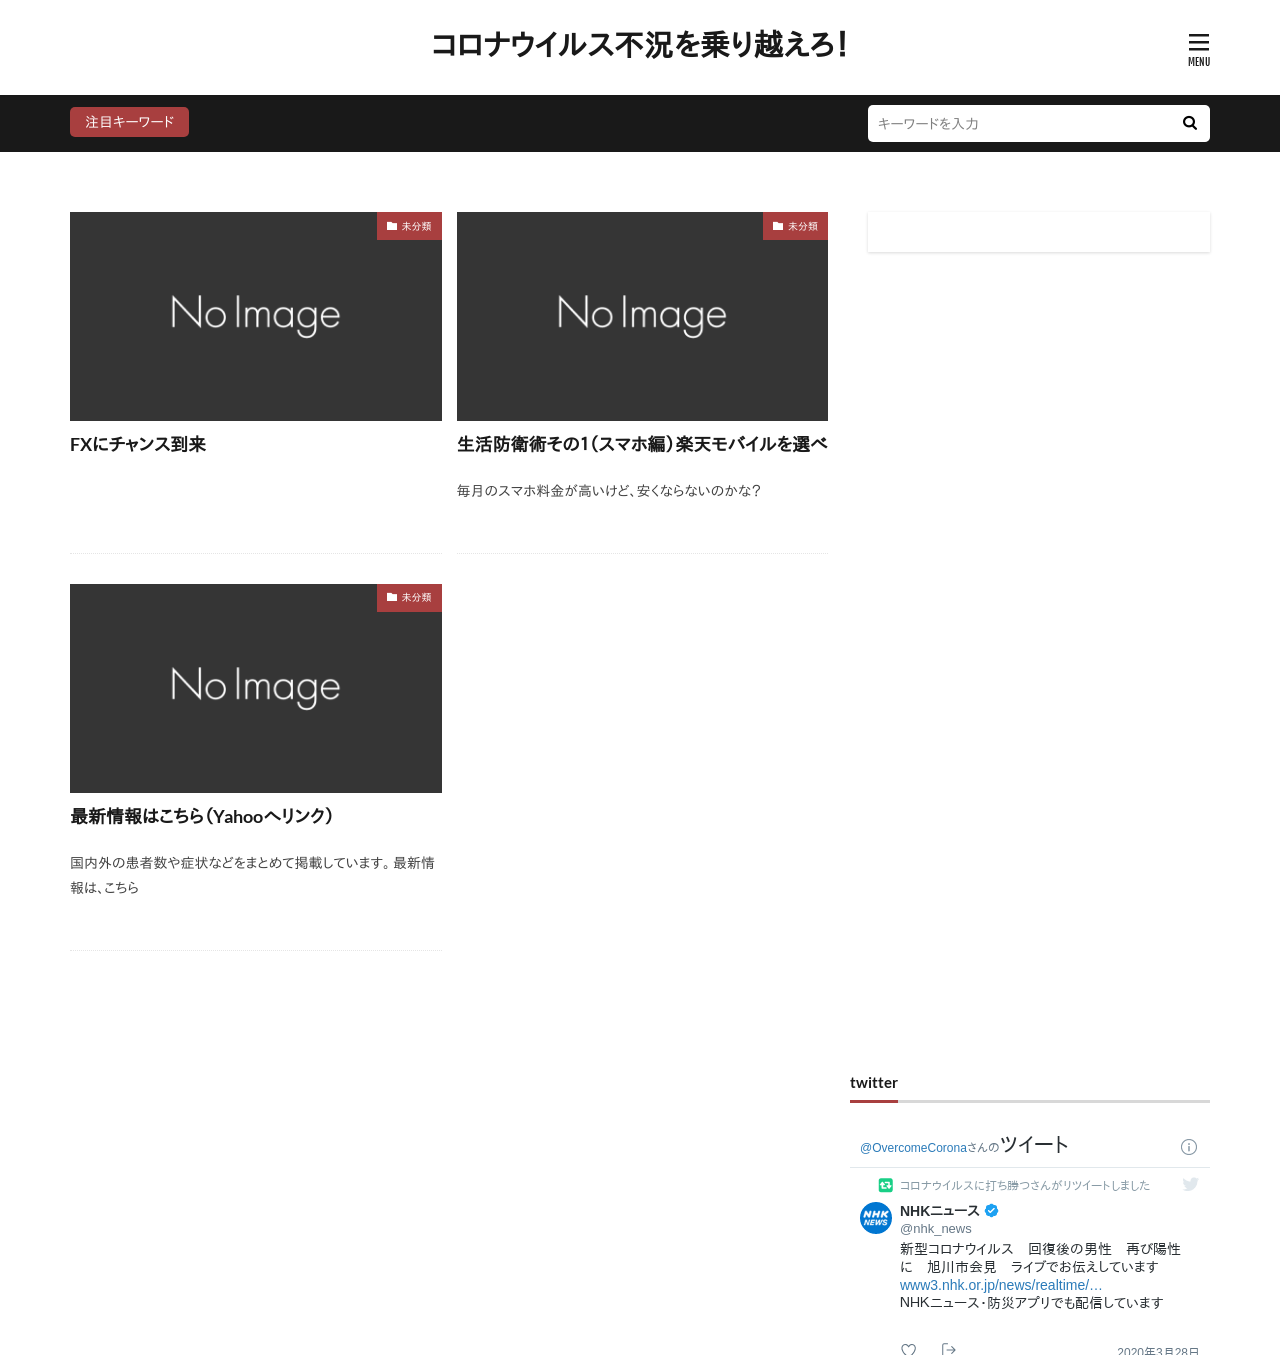 コロナウイルス不況を乗り越えろ！
MENU
注目キーワード
キーワードを入力
未分類
No Image
FXにチャンス到来
未分類
No Image
生活防衛術その１（スマホ編）楽天モバイルを選べ
毎月のスマホ料金が高いけど、安くならないのかな？
未分類
No Image
最新情報はこちら（Yahooへリンク）
国内外の患者数や症状などをまとめて掲載しています。最新情
報は、こちら
twitter
@OvercomeCoronaさんのツイート
コロナウイルスに打ち勝つさんがリツイートしました
NHK NEWS
NHKニュース
@nhk_news
新型コロナウイルス　回復後の男性　再び陽性
に　旭川市会見　ライブでお伝えしています
www3.nhk.or.jp/news/realtime/…
NHKニュース・防災アプリでも配信しています
2020年3月28日